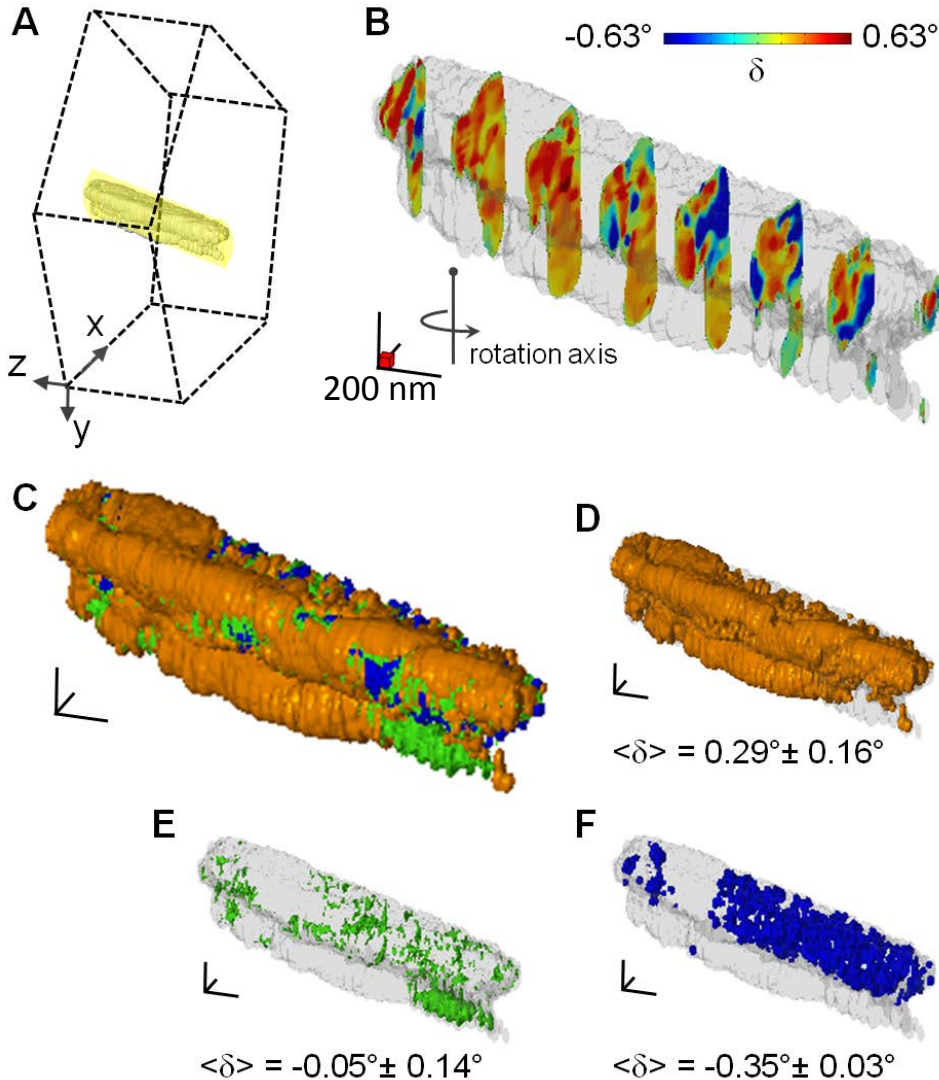 A
x
z
y
B
-0.63° 0.63°
δ
rotation axis
200 nm
C
D
<δ> = 0.29°± 0.16°
E
<δ> = -0.05°± 0.14°
F
<δ> = -0.35°± 0.03°